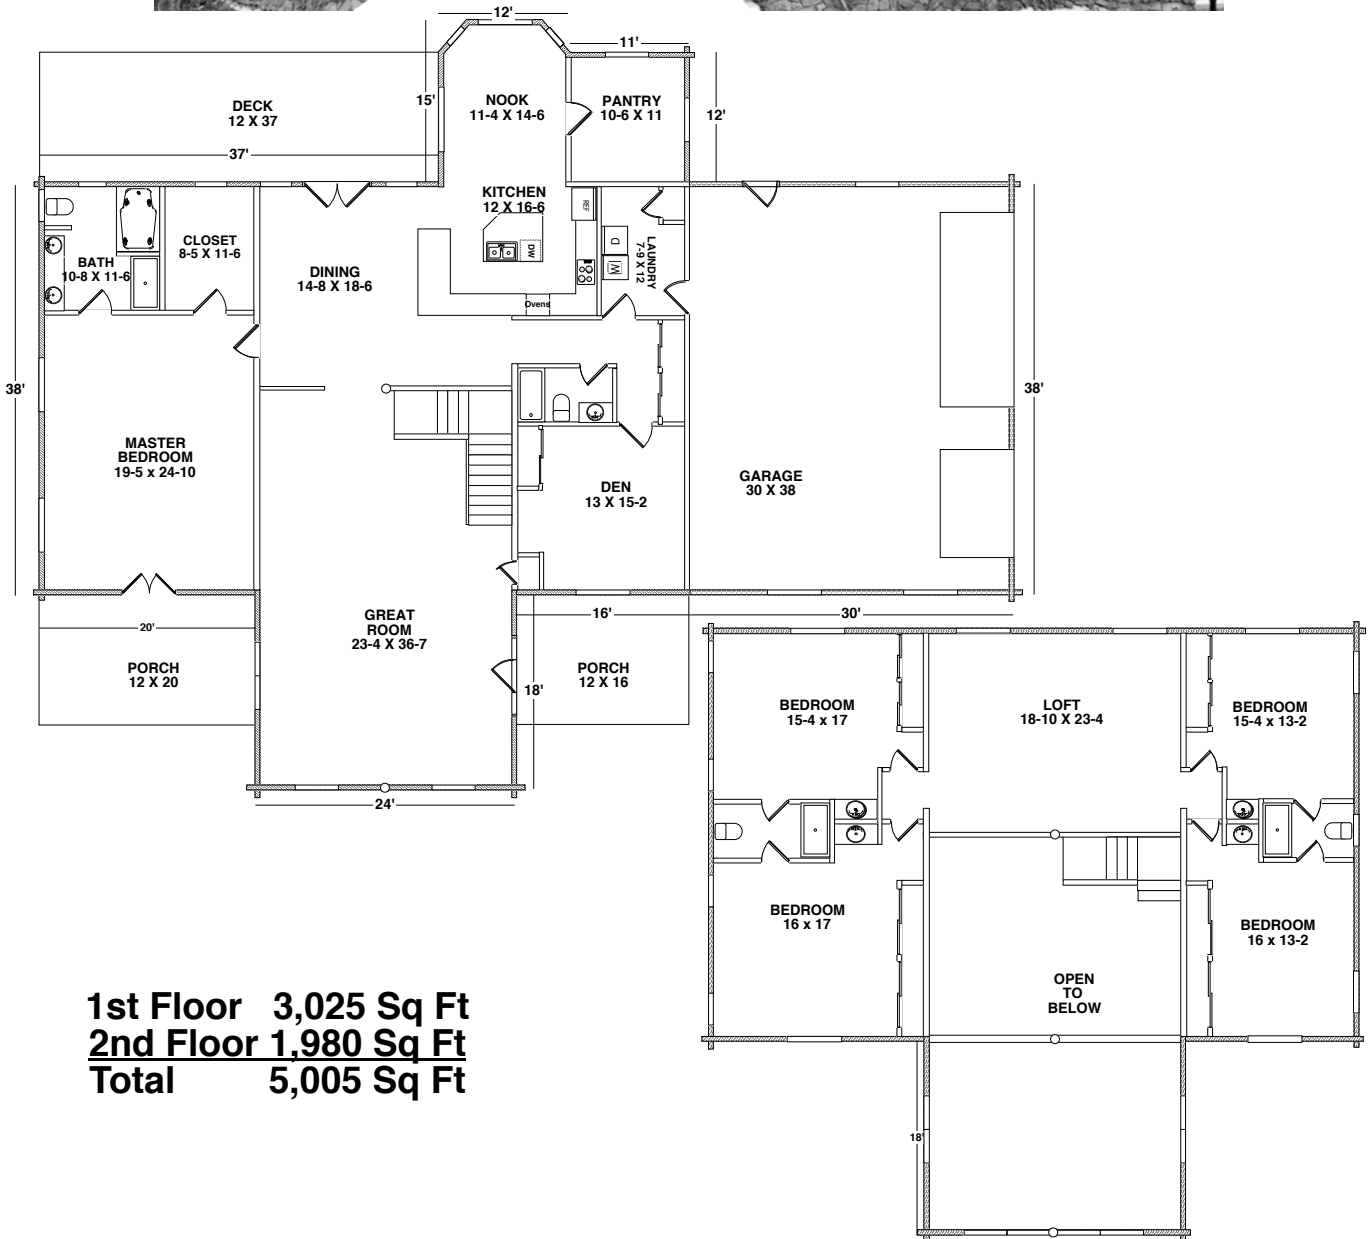 12'
11'
15'
DECK
12 X 37
NOOK
11-4 X 14-6
PANTRY
10-6 X 11
12'
37'
KITCHEN
12 X 16-6
REF
DW
D
W
LAUNDRY
7-9 X 12
CLOSET
8-5 X 11-6
BATH
10-8 X 11-6
DINING
14-8 X 18-6
Ovens
38'
38'
MASTER
BEDROOM
19-5 x 24-10
DEN
13 X 15-2
GARAGE
30 X 38
GREAT
ROOM
23-4 X 36-7
16'
30'
20'
PORCH
12 X 20
PORCH
12 X 16
18'
24'
BEDROOM
15-4 x 17
LOFT
18-10 X 23-4
BEDROOM
15-4 x 13-2
BEDROOM
16 x 17
BEDROOM
16 x 13-2
OPEN
TO
BELOW
18'
1st Floor 3,025 Sq Ft
2nd Floor 1,980 Sq Ft
Total 5,005 Sq Ft